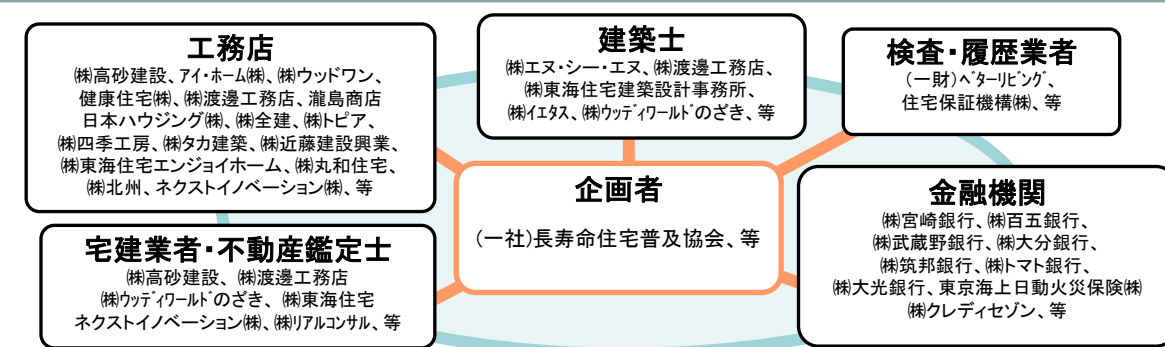 工務店
㈱高砂建設、アイ・ホーム㈱、㈱ウッドワン、
健康住宅㈱、㈱渡邊工務店、瀧島商店
日本ハウジング㈱、㈱全建、㈱トピア、
㈱四季工房、㈱タカ建築、㈱近藤建設興業、
㈱東海住宅エンジョイホーム、㈱丸和住宅、
㈱北州、ネクストイノベーション㈱、等
建築士
㈱エヌ・シー・エヌ、㈱渡邊工務店、
㈱東海住宅建築設計事務所、
㈱イエタス、㈱ウッディワールドのざき、等
検査・履歴業者
(一財)ベターリビング、
住宅保証機構㈱、等
企画者
(一社)長寿命住宅普及協会、等
宅建業者・不動産鑑定士
㈱高砂建設、㈱渡邊工務店
㈱ウッディワールドのざき、㈱東海住宅
ネクストイノベーション㈱、㈱リアルコンサル、等
金融機関
㈱宮崎銀行、㈱百五銀行、
㈱武蔵野銀行、㈱大分銀行、
㈱筑邦銀行、㈱トマト銀行、
㈱大光銀行、東京海上日動火災保険㈱
㈱クレディセゾン、等